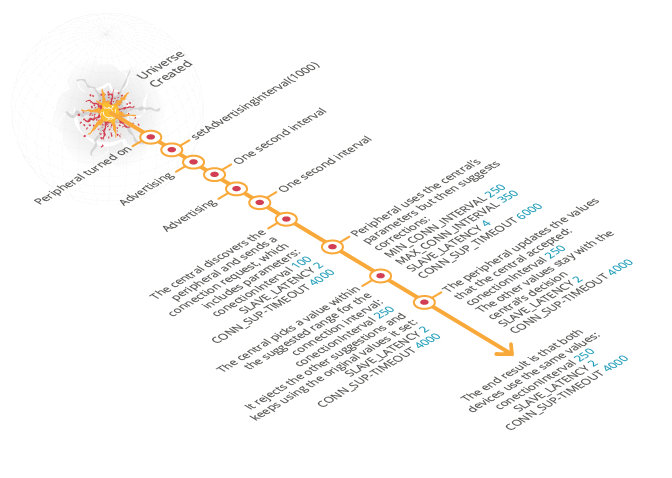 Universe
Created
Peripheral turned on
setAdvertisinginterval(1000)
Advertising
One second interval
Advertising
One second interval
The central discovers the
peripheral and sends a
connection request, which
includes parameters:
conectionInterval 100
SLAVE_LATENCY 2
CONN_SUP-TIMEOUT 4000
Peripheral uses the central's
parameters but then suggests
corrections:
MIN_CONN_INTERVAL 250
MAX_CONN_INTERVAL 350
SLAVE_LATENCY 4
CONN_SUP_TIMEOUT 6000
The central picks a value within
the suggested range for the
connection interval:
conectionInterval 250
It rejects the other suggestions and
keeps using the original values it set:
SLAVE_LATENCY 2
CONN_SUP-TIMEOUT 4000
The peripheral updates the values
that the central accepted:
conectionInterval 250
The other values stay with the
central's decision
SLAVE_LATENCY 2
CONN_SUP-TIMEOUT 4000
The end result is that both
devices use the same values:
conectionInterval 250
SLAVE_LATENCY 2
CONN_SUP-TIMEOUT 4000